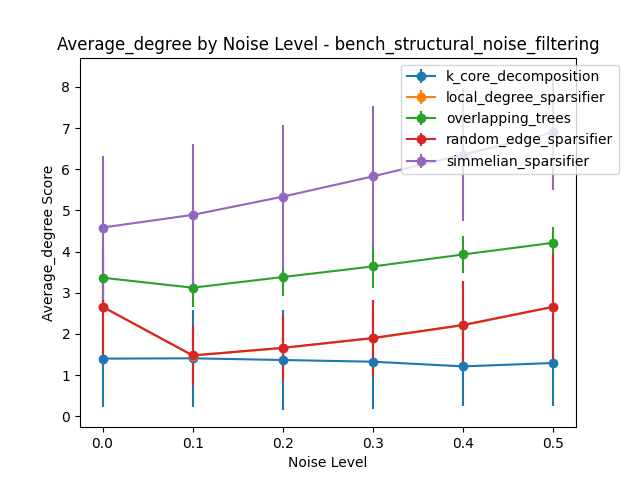 Average_degree by Noise Level - bench_structural_noise_filtering
k_core_decomposition
local_degree_sparsifier
overlapping_trees
random_edge_sparsifier
simmelian_sparsifier
Average_degree Score
8
7
6
5
4
3
2
1
0
0.0 0.1 0.2 0.3 0.4 0.5
Noise Level